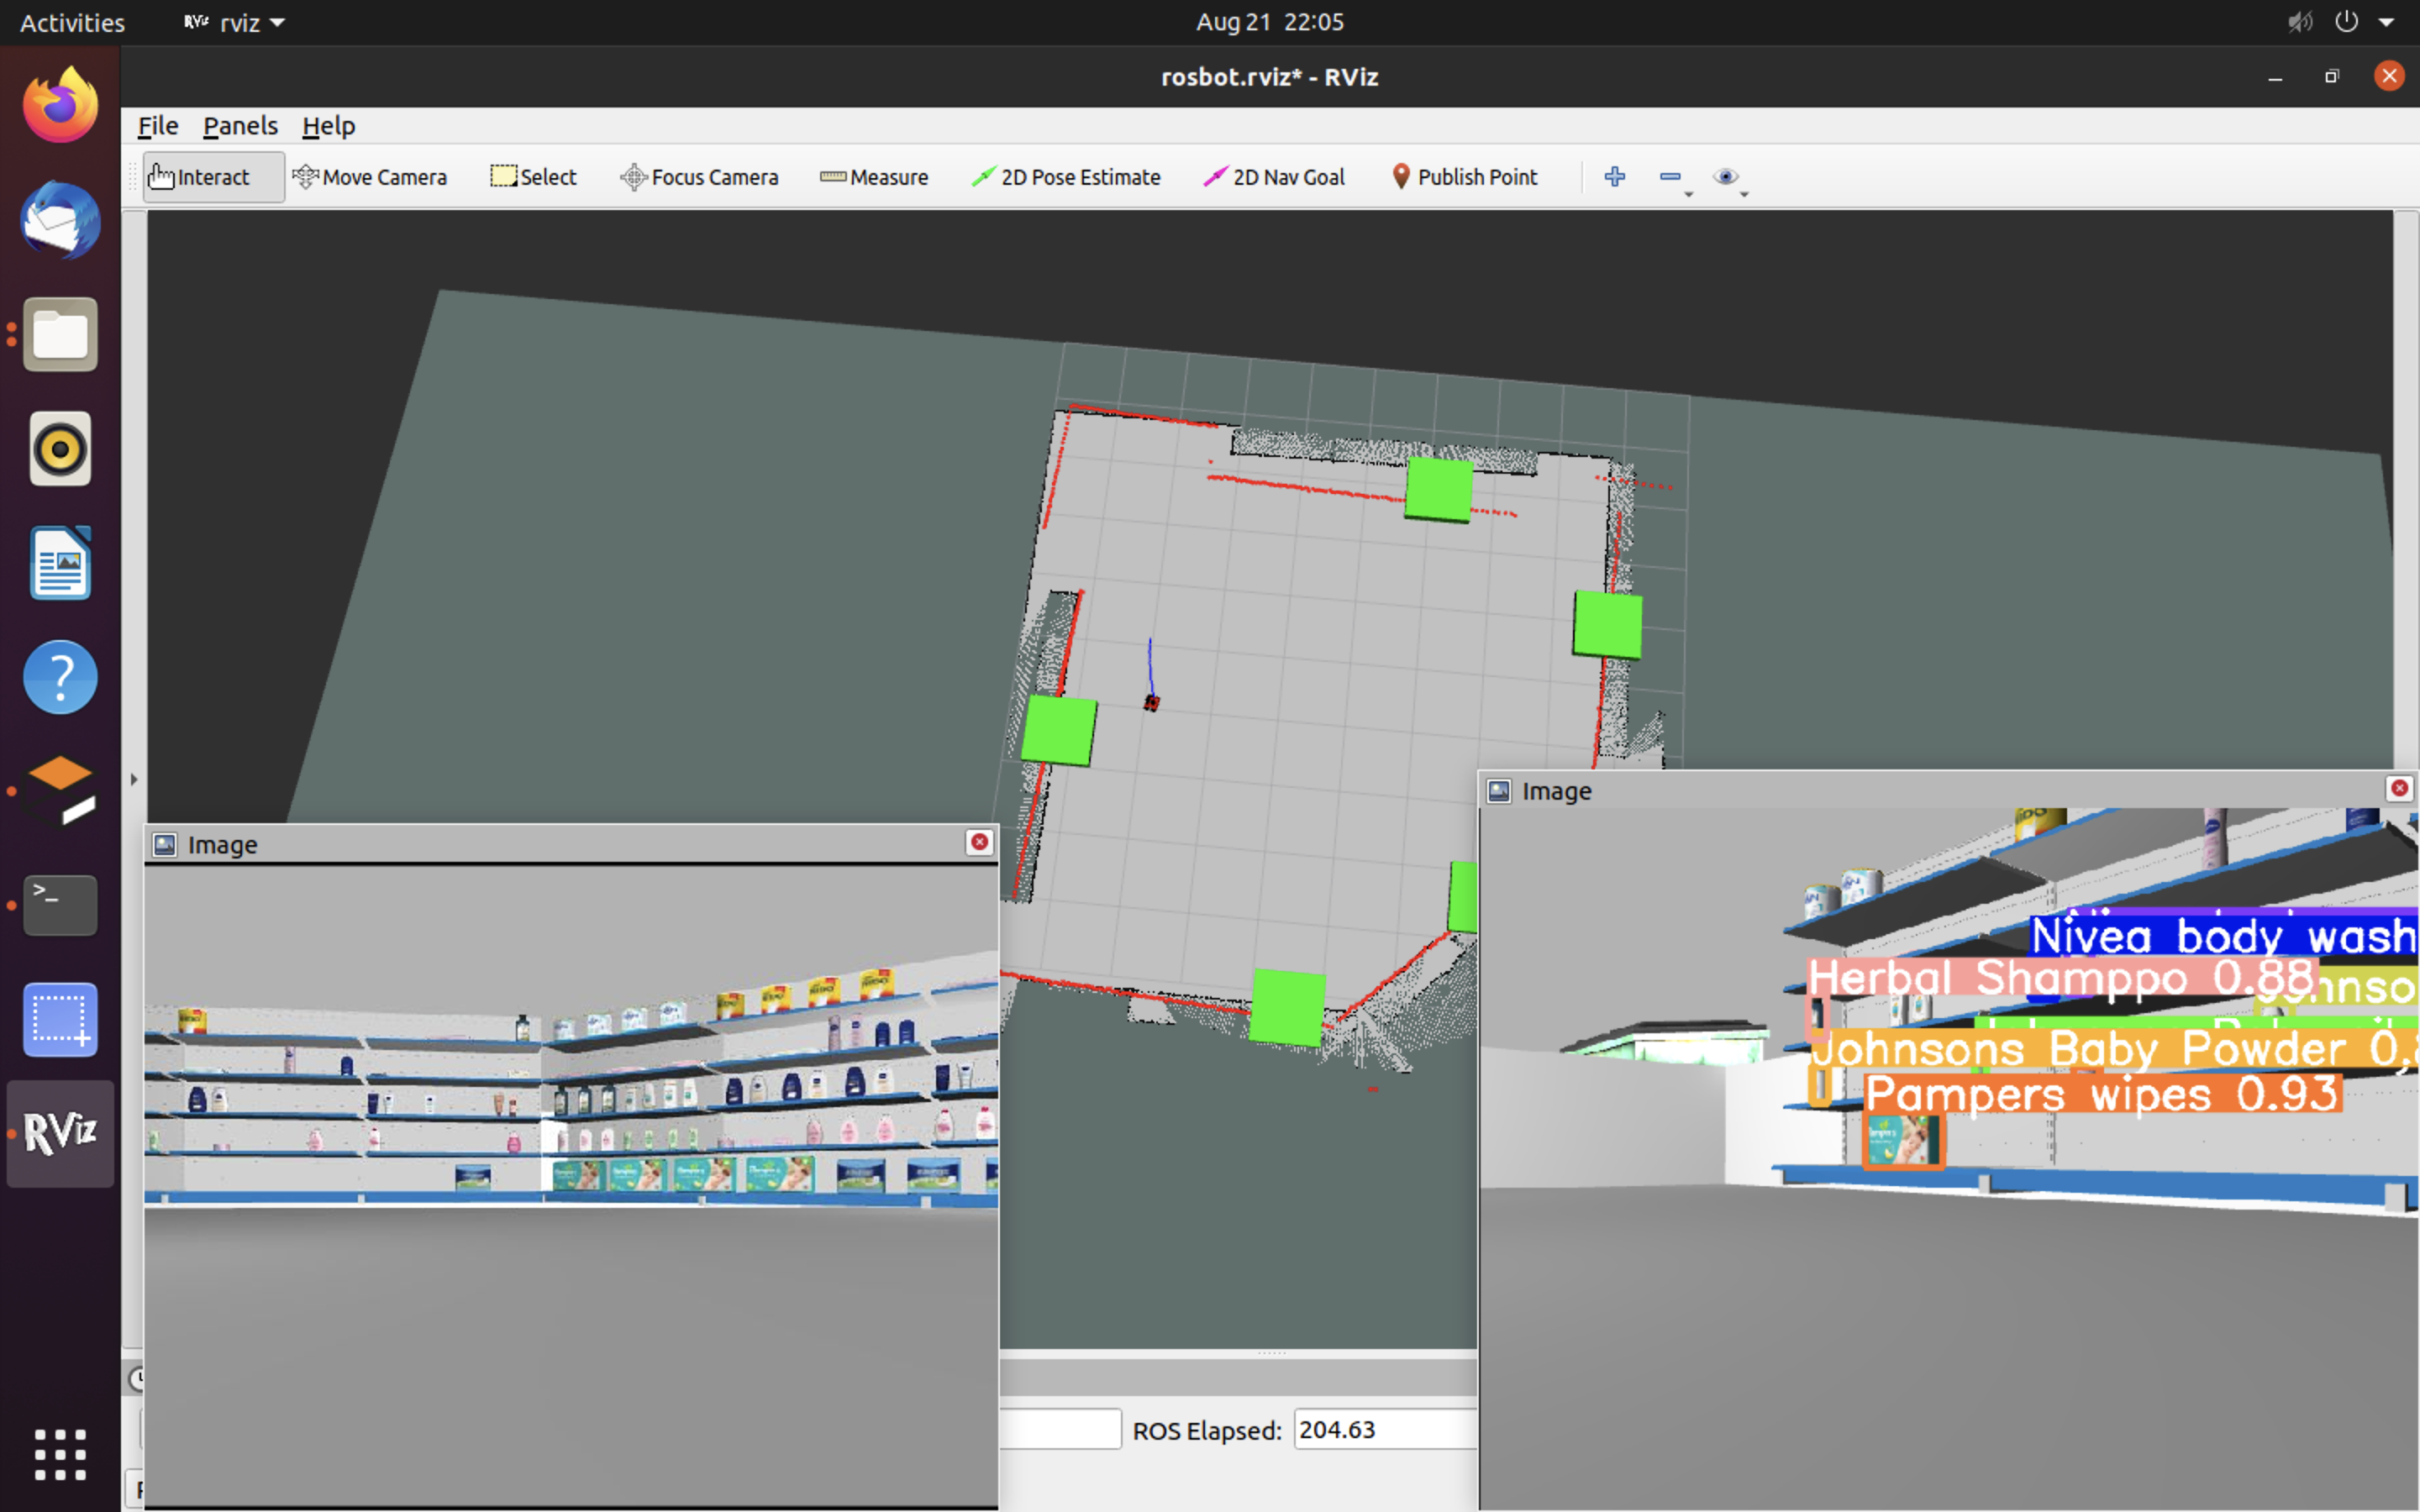 Activities
RViz rviz
Aug 21 22:05
rosbot.rviz* - RViz
File Panels Help
Interact Move Camera Select Focus Camera Measure 2D Pose Estimate 2D Nav Goal Publish Point
Image
Image
Nivea body wash
Herbal Shamppo 0.88
Johnsons Baby Powder 0.
Pampers wipes 0.93
>_
?
RViz
ROS Elapsed: 204.63